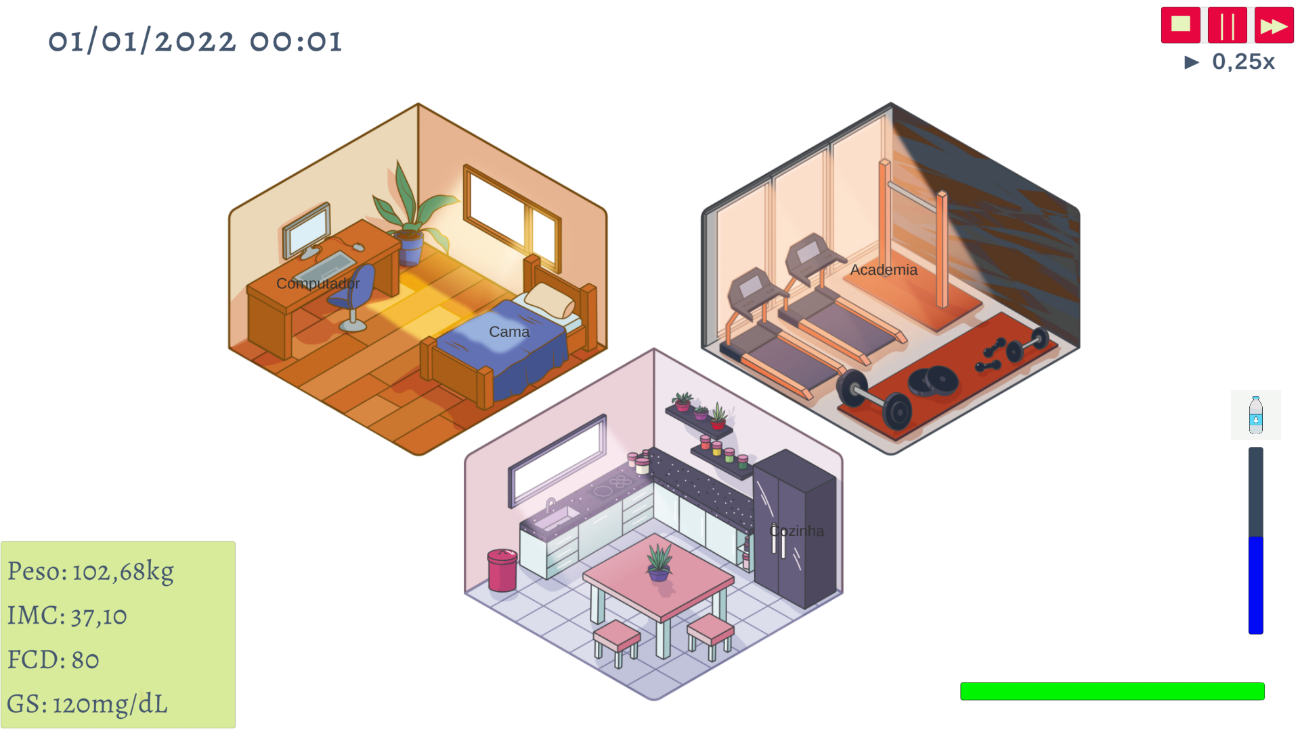 01/01/2022 00:01
0,25x
Academia
Computador
Cama
Cozinha
Peso: 102,68kg
IMC: 37,10
FCD: 80
GS: 120mg/dL